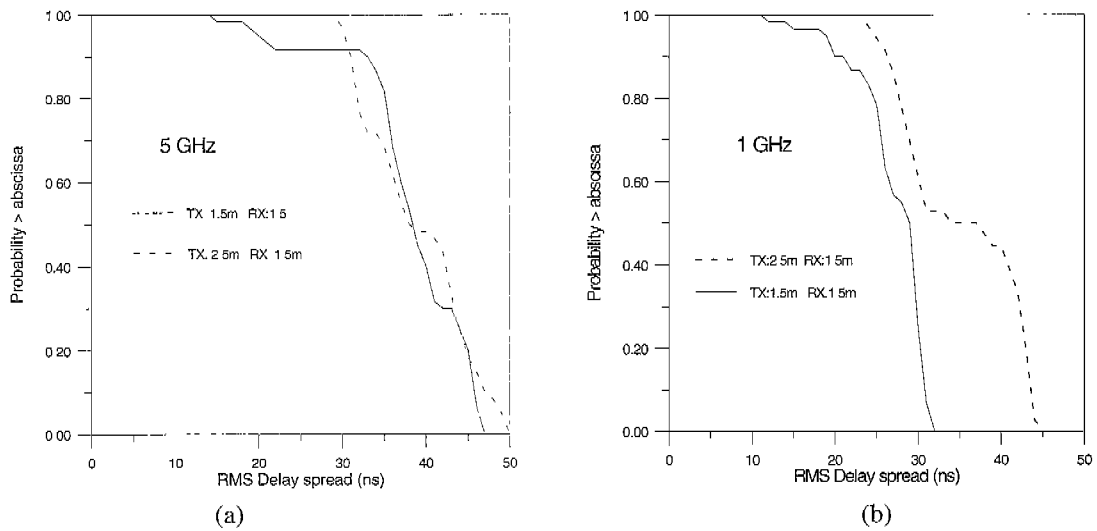 1.00
0.80
0.60
0.40
0.20
0.00
Probability > abscissa
5 GHz
TX 1.5m RX:1 5
TX. 2 5m RX 1 5m
0
10
20
30
40
50
RMS Delay spread (ns)
(a)
1.00
0.80
0.60
0.40
0.20
0.00
Probability > abscissa
1 GHz
TX:2 5m RX:1 5m
TX:1.5m RX.1 5m
0
10
20
30
40
50
RMS Delay spread (ns)
(b)